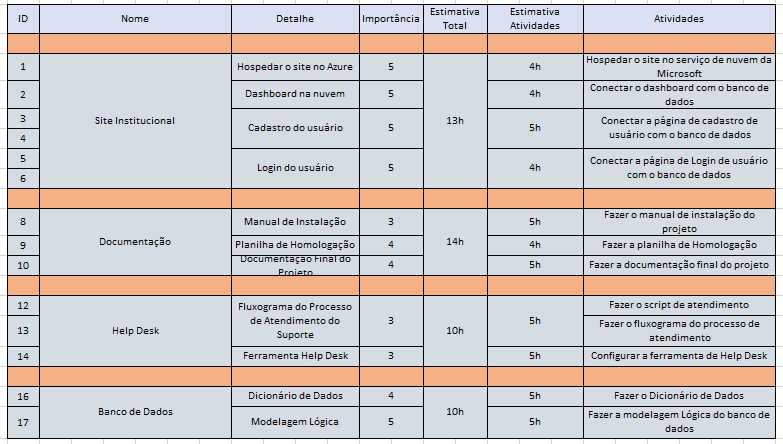 ID Nome Detalhe Importância Estimativa Total Estimativa Atividades Atividades
1 Site Institucional Hospedar o site no Azure 5 13h 4h Hospedar o site no serviço de nuvem da Microsoft
2 Dashboard na nuvem 5 4h Conectar o dashboard com o banco de dados
3 Cadastro do usuário 5 5h Conectar a página de cadastro de usuário com o banco de dados
4
5 Login do usuário 5 4h Conectar a página de Login de usuário com o banco de dados
6
8 Documentação Manual de Instalação 3 14h 5h Fazer o manual de instalação do projeto
9 Planilha de Homologação 4 4h Fazer a planilha de Homologação
10 Documentação Final do Projeto 4 5h Fazer a documentação final do projeto
12 Help Desk Fluxograma do Processo de Atendimento do Suporte 3 10h 5h Fazer o script de atendimento
13 Fazer o fluxograma do processo de atendimento
14 Ferramenta Help Desk 3 5h Configurar a ferramenta de Help Desk
16 Banco de Dados Dicionário de Dados 4 10h 5h Fazer o Dicionário de Dados
17 Modelagem Lógica 5 5h Fazer a modelagem Lógica do banco de dados